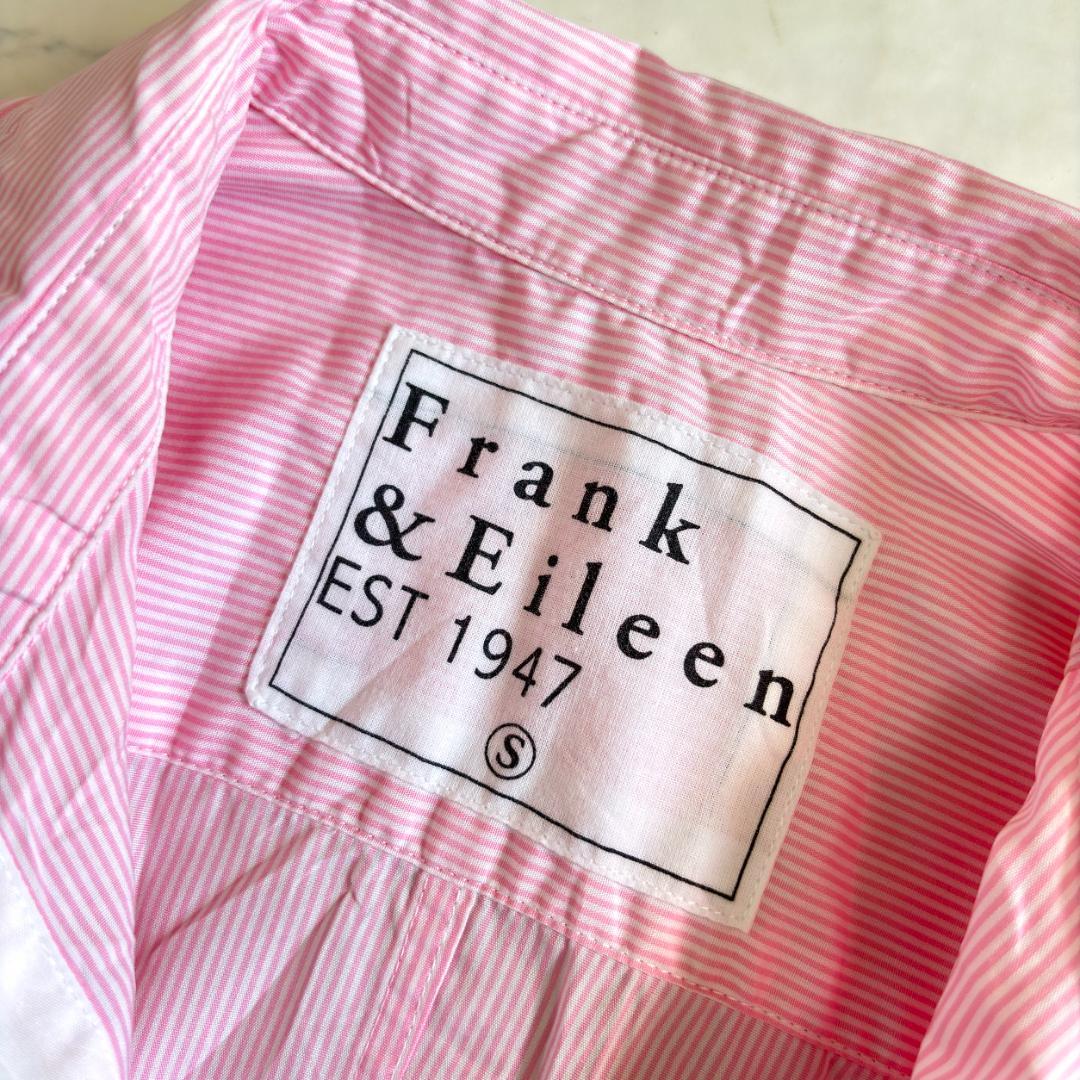 Frank
& Eileen
EST 1947
S